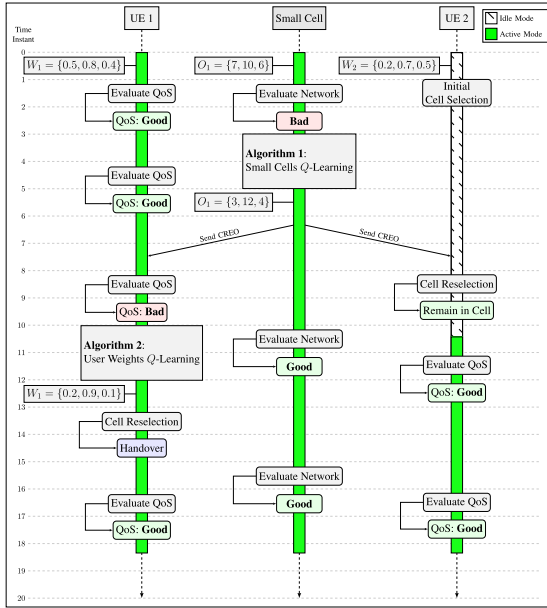 UE 1
Small Cell
UE 2
Idle Mode
Active Mode
Time
Instant
0
W₁ = {0.5, 0.8, 0.4}
O₁ = {7, 10, 6}
W₂ = {0.2, 0.7, 0.5}
1
Evaluate QoS
Evaluate Network
Initial
Cell Selection
2
QoS: Good
Bad
3
Algorithm 1:
Small Cells Q-Learning
4
Evaluate QoS
5
QoS: Good
O₁ = {3, 12, 4}
6
Send CREO
Send CREO
7
8
Evaluate QoS
Cell Reselection
9
QoS: Bad
Remain in Cell
10
Algorithm 2:
User Weights Q-Learning
Evaluate Network
11
Good
Evaluate QoS
12
W₁ = {0.2, 0.9, 0.1}
QoS: Good
13
Cell Reselection
14
Handover
15
Evaluate Network
16
Evaluate QoS
Good
Evaluate QoS
17
QoS: Good
QoS: Good
18
19
20